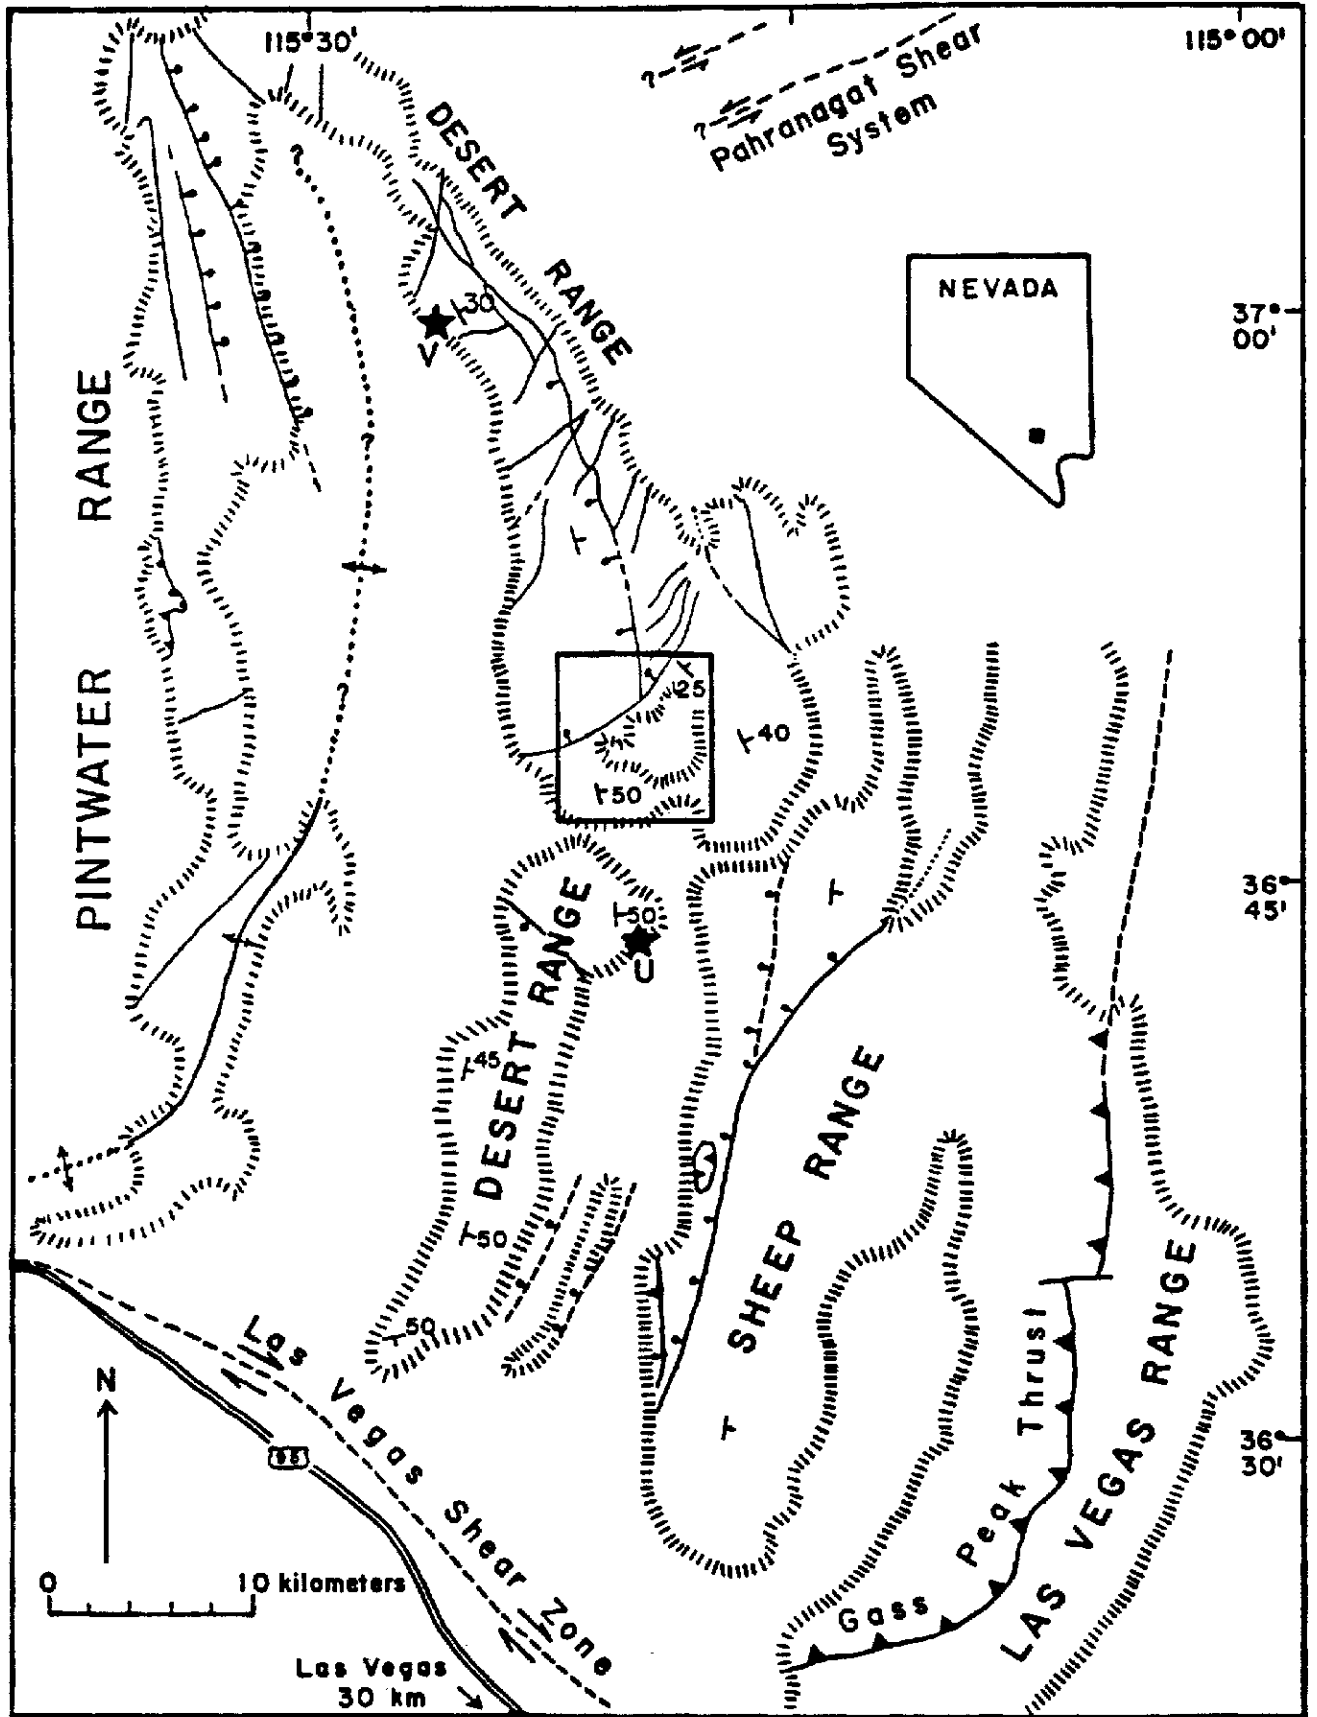 115° 30'
115° 00'
?
?
Pahranagat Shear
System
DESERT
RANGE
?
NEVADA
37°
00'
30
V
PINTWATER RANGE
?
?
25
40
50
36°
45'
50
U
DESERT RANGE
45
SHEEP RANGE
50
50
Las Vegas Shear Zone
N
95
36°
30'
Gass Peak Thrust
LAS VEGAS RANGE
0 10 kilometers
Las Vegas
30 km